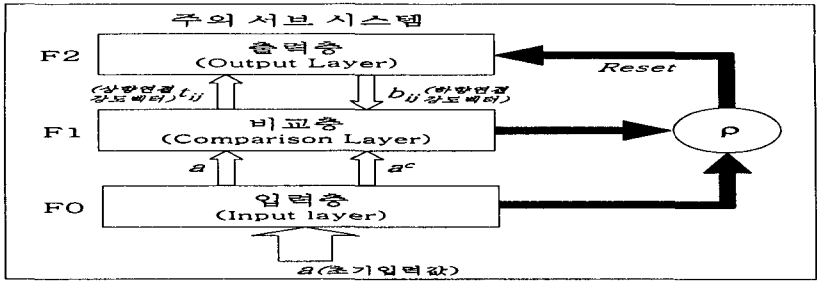 주의 서브 시스템
F2
출력층
(Output Layer)
Reset
(상향연결
강도벡터) tij
bij (하향연결
강도벡터)
F1
비교층
(Comparison Layer)
ρ
a
aᶜ
F0
입력층
(Input layer)
a(초기입력값)